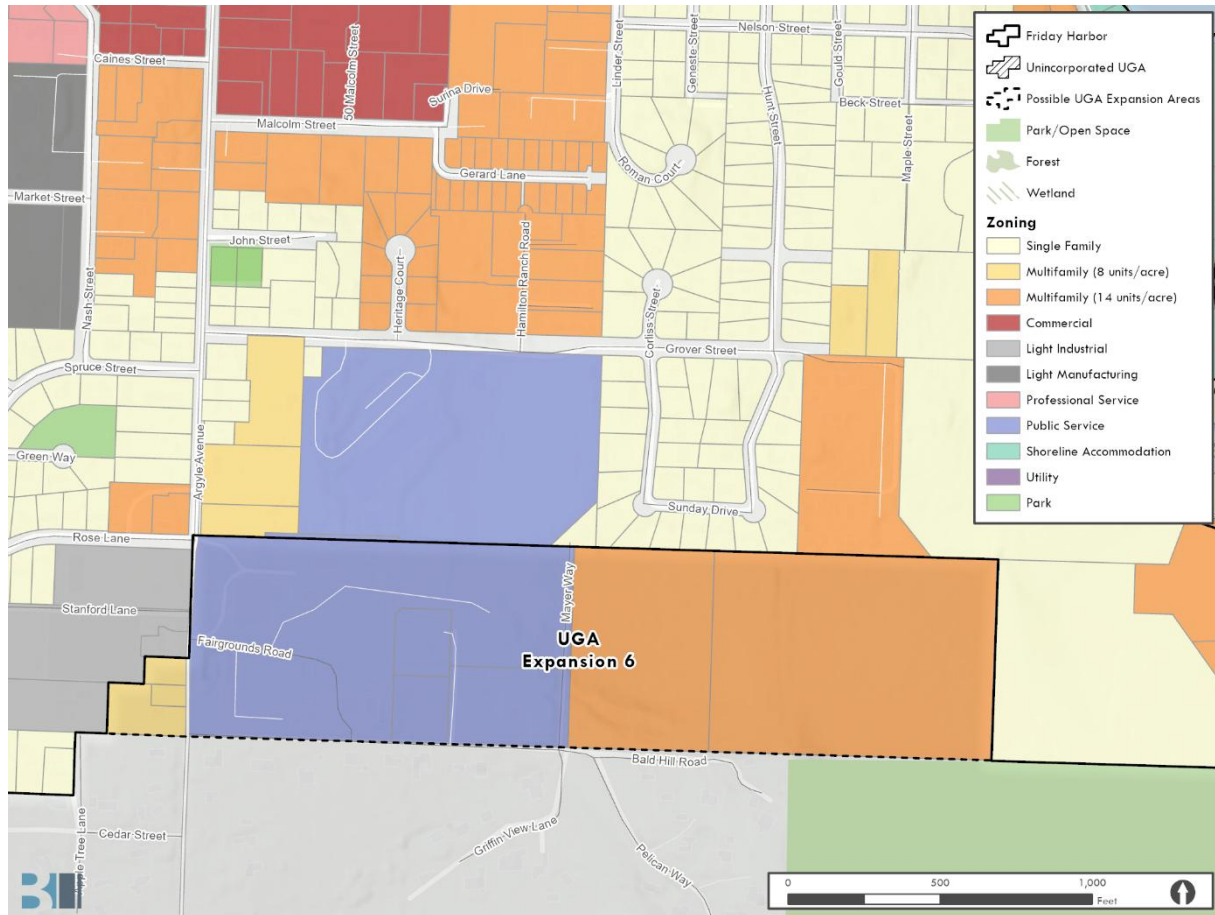 Caines Street
50 Malcolm Street
Surina Drive
Malcolm Street
Linder Street
Geneste Street
Nelson Street
Hunt Street
Gould Street
Beck Street
Maple Street
Roman Court
Gerard Lane
Market Street
Nash Street
John Street
Heritage Court
Hamilton Ranch Road
Corliss Street
Grover Street
Spruce Street
Green Way
Argyle Avenue
Sunday Drive
Rose Lane
Stanford Lane
Fairgrounds Road
Mayer Way
UGA
Expansion 6
Bald Hill Road
Cedar Street
Apple Tree Lane
Griffin View Lane
Pelican Way
Friday Harbor
Unincorporated UGA
Possible UGA Expansion Areas
Park/Open Space
Forest
Wetland
Zoning
Single Family
Multifamily (8 units/acre)
Multifamily (14 units/acre)
Commercial
Light Industrial
Light Manufacturing
Professional Service
Public Service
Shoreline Accommodation
Utility
Park
0 500 1,000
Feet